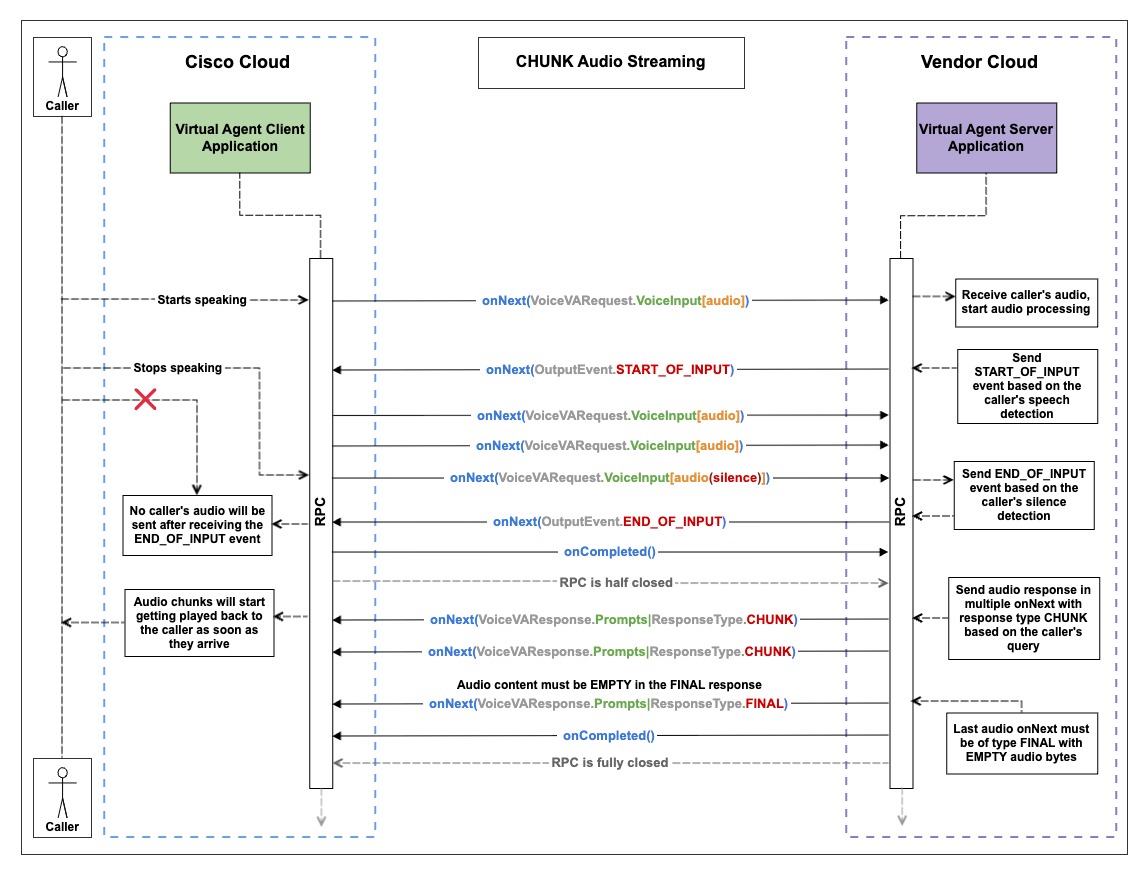 Cisco Cloud
CHUNK Audio Streaming
Vendor Cloud
Caller
Virtual Agent Client
Application
Virtual Agent Server
Application
Starts speaking
onNext(VoiceVARequest.VoiceInput[audio])
Receive caller's audio,
start audio processing
Stops speaking
onNext(OutputEvent.START_OF_INPUT)
Send
START_OF_INPUT
event based on the
caller's speech
detection
onNext(VoiceVARequest.VoiceInput[audio])
onNext(VoiceVARequest.VoiceInput[audio])
onNext(VoiceVARequest.VoiceInput[audio(silence)])
Send END_OF_INPUT
event based on the
caller's silence
detection
No caller's audio will be
sent after receiving the
END_OF_INPUT event
RPC
onNext(OutputEvent.END_OF_INPUT)
RPC
onCompleted()
RPC is half closed
Audio chunks will start
getting played back to
the caller as soon as
they arrive
onNext(VoiceVAResponse.Prompts|ResponseType.CHUNK)
Send audio response in
multiple onNext with
response type CHUNK
based on the caller's
query
onNext(VoiceVAResponse.Prompts|ResponseType.CHUNK)
Audio content must be EMPTY in the FINAL response
onNext(VoiceVAResponse.Prompts|ResponseType.FINAL)
onCompleted()
Last audio onNext must
be of type FINAL with
EMPTY audio bytes
RPC is fully closed
Caller